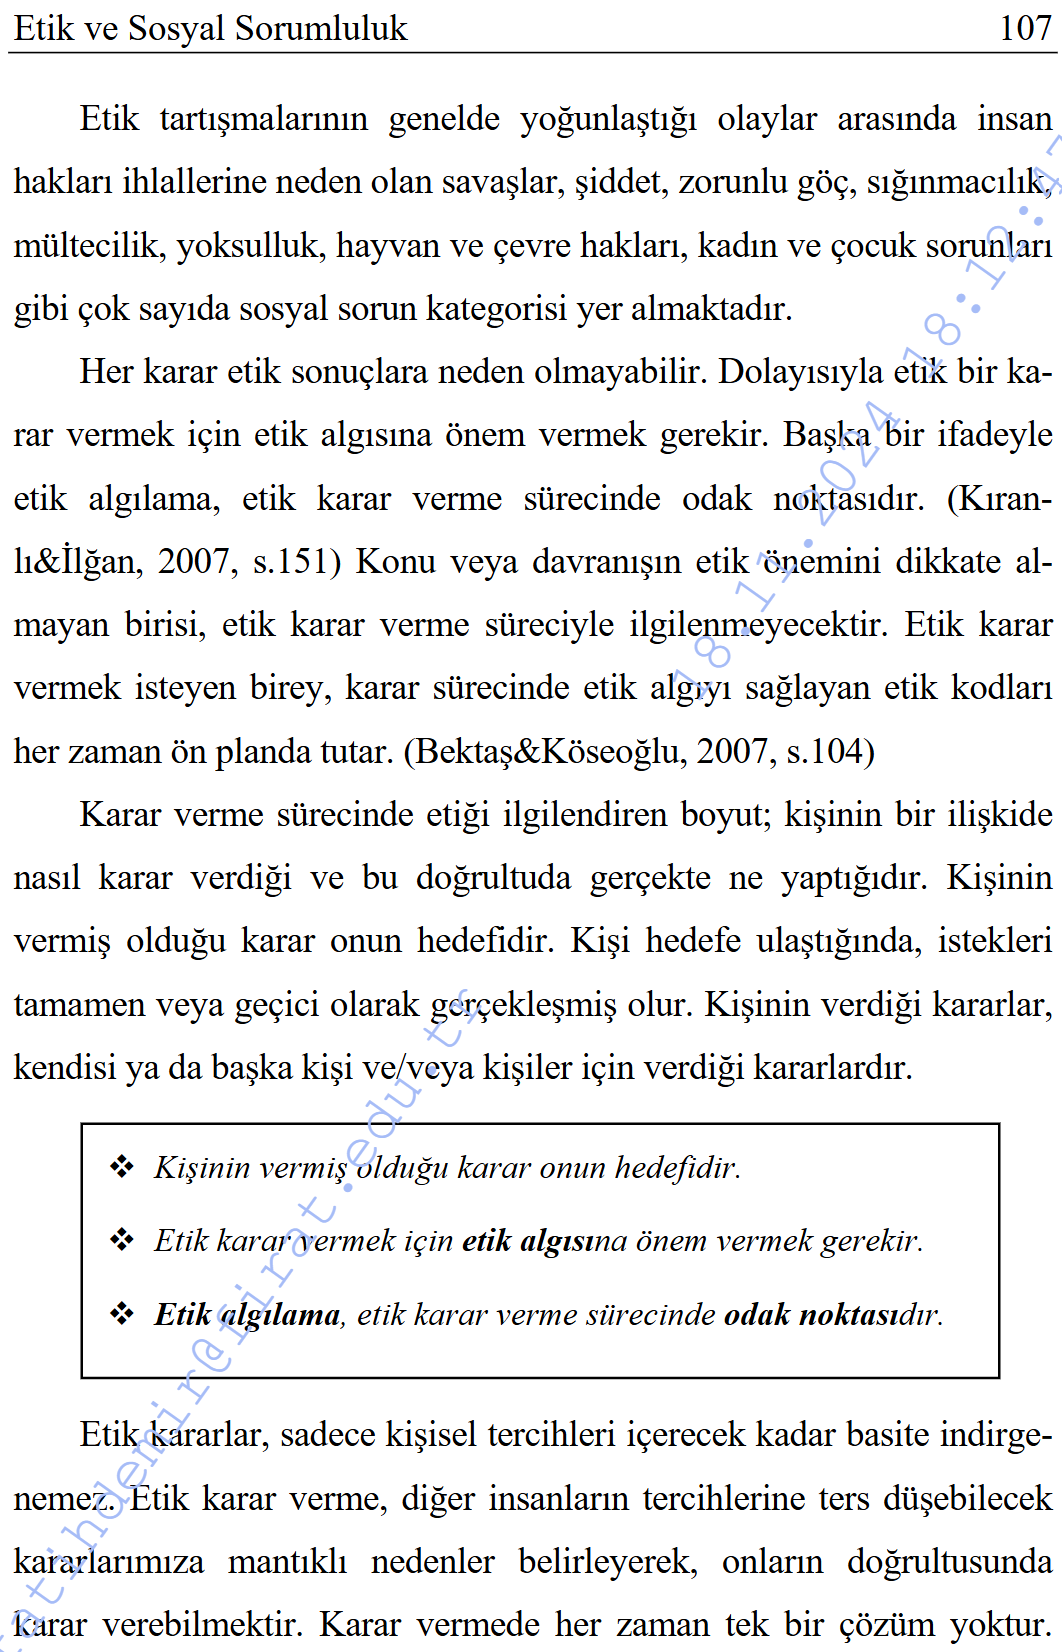 Etik ve Sosyal Sorumluluk 107
Etik tartışmalarının genelde yoğunlaştığı olaylar arasında insan
hakları ihlallerine neden olan savaşlar, şiddet, zorunlu göç, sığınmacılık,
mültecilik, yoksulluk, hayvan ve çevre hakları, kadın ve çocuk sorunları
gibi çok sayıda sosyal sorun kategorisi yer almaktadır.
Her karar etik sonuçlara neden olmayabilir. Dolayısıyla etik bir ka-
rar vermek için etik algısına önem vermek gerekir. Başka bir ifadeyle
etik algılama, etik karar verme sürecinde odak noktasıdır. (Kıran-
lı&İlğan, 2007, s.151) Konu veya davranışın etik önemini dikkate al-
mayan birisi, etik karar verme süreciyle ilgilenmeyecektir. Etik karar
vermek isteyen birey, karar sürecinde etik algıyı sağlayan etik kodları
her zaman ön planda tutar. (Bektaş&Köseoğlu, 2007, s.104)
Karar verme sürecinde etiği ilgilendiren boyut; kişinin bir ilişkide
nasıl karar verdiği ve bu doğrultuda gerçekte ne yaptığıdır. Kişinin
vermiş olduğu karar onun hedefidir. Kişi hedefe ulaştığında, istekleri
tamamen veya geçici olarak gerçekleşmiş olur. Kişinin verdiği kararlar,
kendisi ya da başka kişi ve/veya kişiler için verdiği kararlardır.
❖ Kişinin vermiş olduğu karar onun hedefidir.
❖ Etik karar vermek için etik algısına önem vermek gerekir.
❖ Etik algılama, etik karar verme sürecinde odak noktasıdır.
Etik kararlar, sadece kişisel tercihleri içerecek kadar basite indirge-
nemez. Etik karar verme, diğer insanların tercihlerine ters düşebilecek
kararlarımıza mantıklı nedenler belirleyerek, onların doğrultusunda
karar verebilmektir. Karar vermede her zaman tek bir çözüm yoktur.
atihdemir@firat.edu.tr
18.11.2024 18:12:47